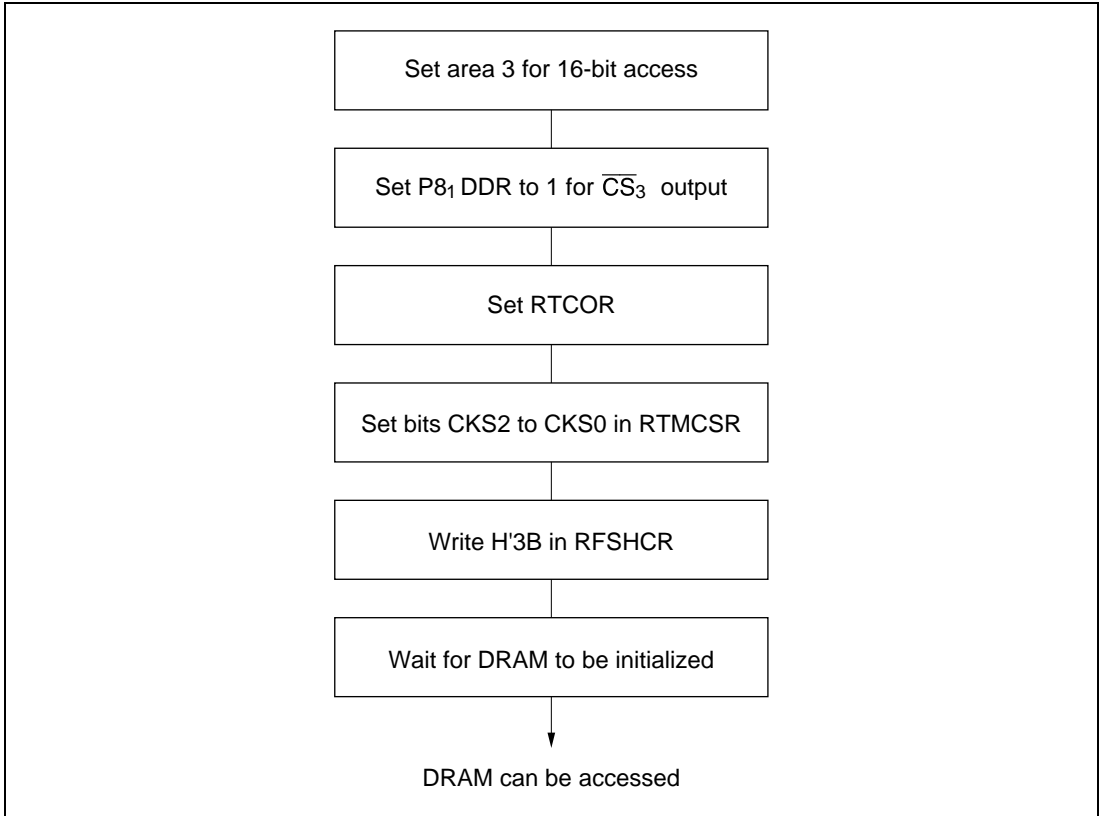 Set area 3 for 16-bit access
Set P8₁ DDR to 1 for C̅S̅₃ output
Set RTCOR
Set bits CKS2 to CKS0 in RTMCSR
Write H'3B in RFSHCR
Wait for DRAM to be initialized
DRAM can be accessed